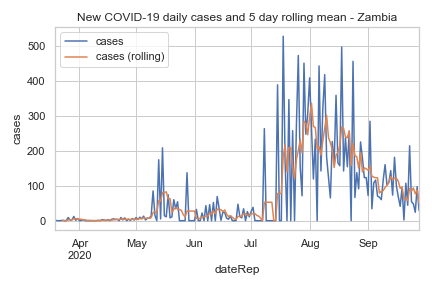 New COVID-19 daily cases and 5 day rolling mean - Zambia
cases
cases (rolling)
500
400
300
200
100
0
cases
Apr
2020
May
Jun
Jul
Aug
Sep
dateRep